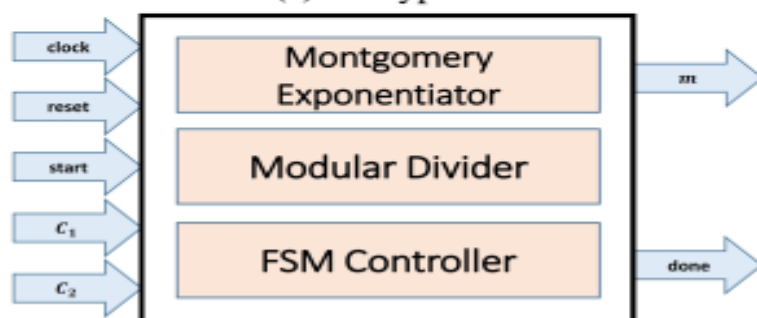 clock
reset
start
C₁
C₂
Montgomery
Exponentiator
Modular Divider
FSM Controller
m
done